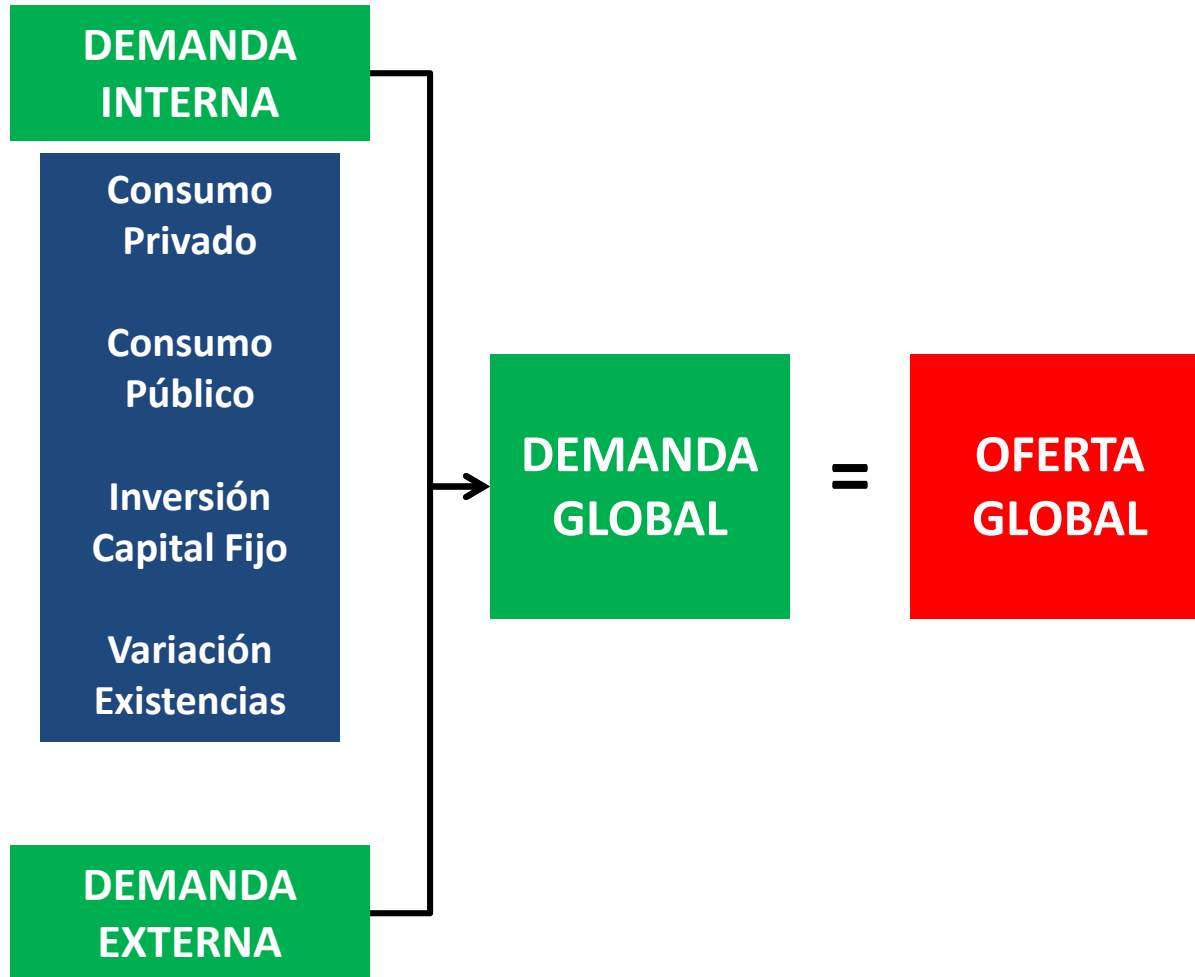 DEMANDA
INTERNA
Consumo
Privado
Consumo
Público
Inversión
Capital Fijo
Variación
Existencias
DEMANDA
EXTERNA
DEMANDA
GLOBAL
=
OFERTA
GLOBAL